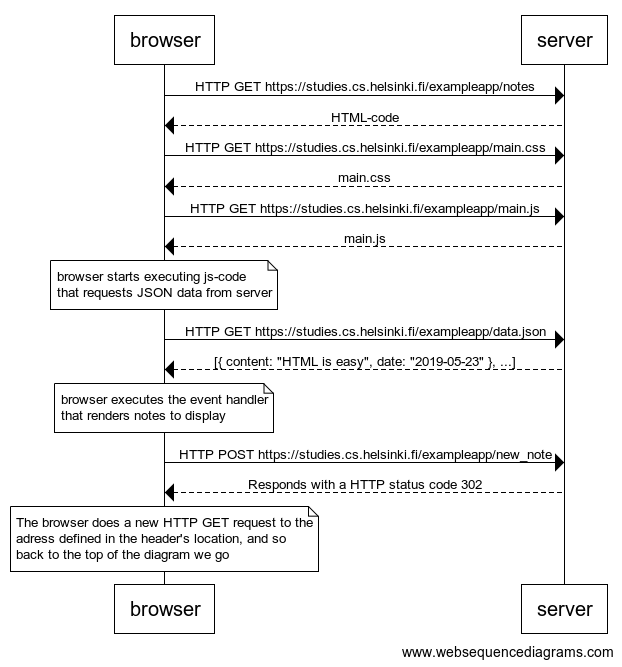 browser
server
HTTP GET https://studies.cs.helsinki.fi/exampleapp/notes
HTML-code
HTTP GET https://studies.cs.helsinki.fi/exampleapp/main.css
main.css
HTTP GET https://studies.cs.helsinki.fi/exampleapp/main.js
main.js
browser starts executing js-code
that requests JSON data from server
HTTP GET https://studies.cs.helsinki.fi/exampleapp/data.json
[{ content: "HTML is easy", date: "2019-05-23" }, ...]
browser executes the event handler
that renders notes to display
HTTP POST https://studies.cs.helsinki.fi/exampleapp/new_note
Responds with a HTTP status code 302
The browser does a new HTTP GET request to the
adress defined in the header's location, and so
back to the top of the diagram we go
browser
server
www.websequencediagrams.com